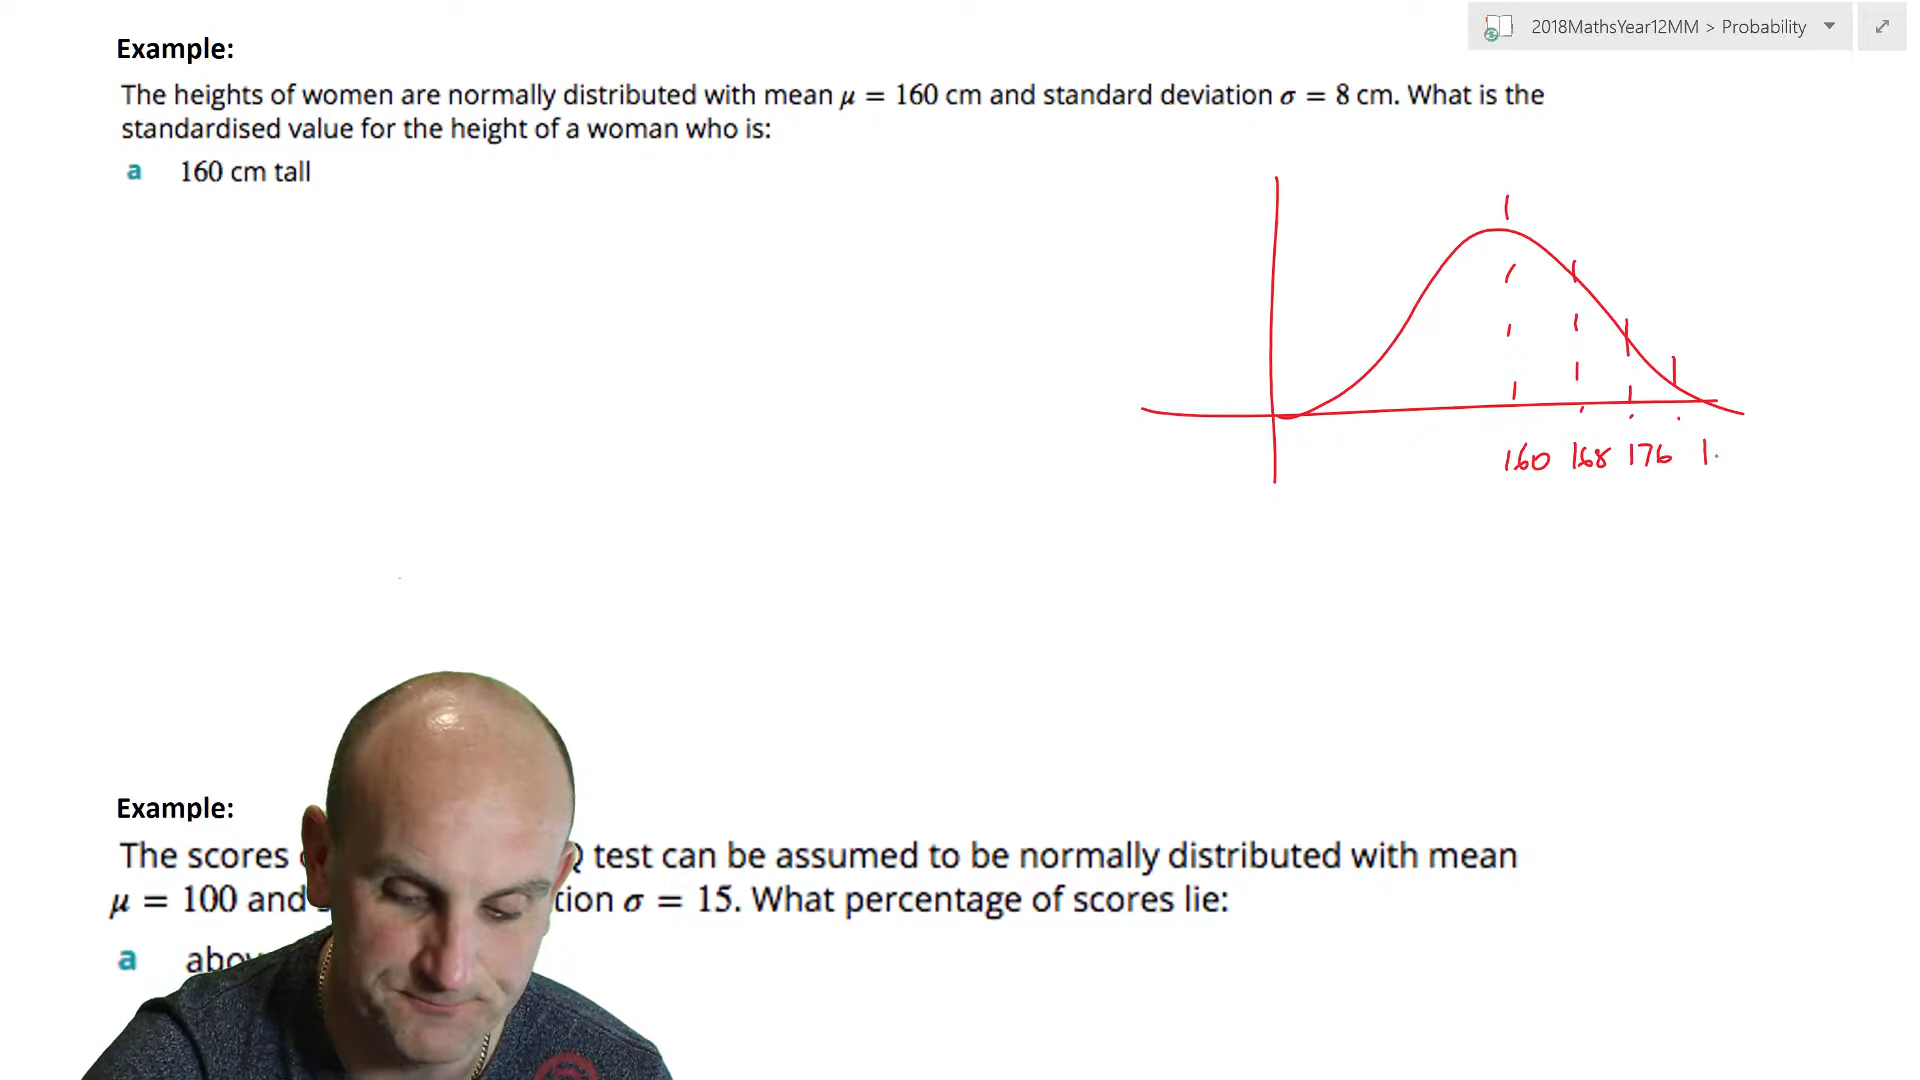 2018MathsYear12MM > Probability
Example:
The heights of women are normally distributed with mean μ = 160 cm and standard deviation σ = 8 cm. What is the
standardised value for the height of a woman who is:
a 160 cm tall
160 168 176 1
Example:
The scores Q test can be assumed to be normally distributed with mean
μ = 100 and tion σ = 15. What percentage of scores lie:
a abov